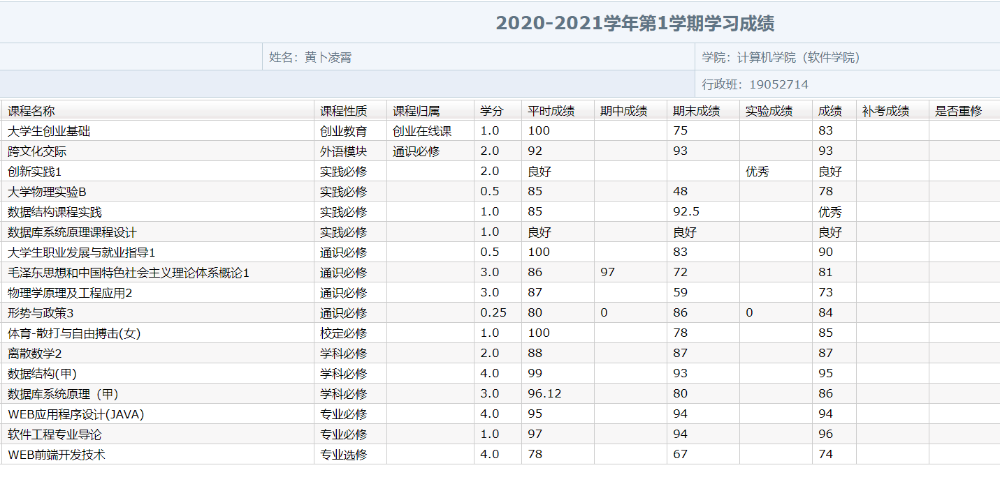 2020-2021学年第1学期学习成绩
姓名：黄卜凌霄 学院：计算机学院（软件学院）
行政班：19052714
课程名称 课程性质 课程归属 学分 平时成绩 期中成绩 期末成绩 实验成绩 成绩 补考成绩 是否重修
大学生创业基础 创业教育 创业在线课 1.0 100 75 83
跨文化交际 外语模块 通识必修 2.0 92 93 93
创新实践1 实践必修 2.0 良好 优秀 良好
大学物理实验B 实践必修 0.5 85 48 78
数据结构课程实践 实践必修 1.0 85 92.5 优秀
数据库系统原理课程设计 实践必修 1.0 良好 良好 良好
大学生职业发展与就业指导1 通识必修 0.5 100 83 90
毛泽东思想和中国特色社会主义理论体系概论1 通识必修 3.0 86 97 72 81
物理学原理及工程应用2 通识必修 3.0 87 59 73
形势与政策3 通识必修 0.25 80 0 86 0 84
体育-散打与自由搏击(女) 校定必修 1.0 100 78 85
离散数学2 学科必修 2.0 88 87 87
数据结构(甲) 学科必修 4.0 99 93 95
数据库系统原理（甲) 学科必修 3.0 96.12 80 86
WEB应用程序设计(JAVA) 专业必修 4.0 95 94 94
软件工程专业导论 专业必修 1.0 97 94 96
WEB前端开发技术 专业选修 4.0 78 67 74